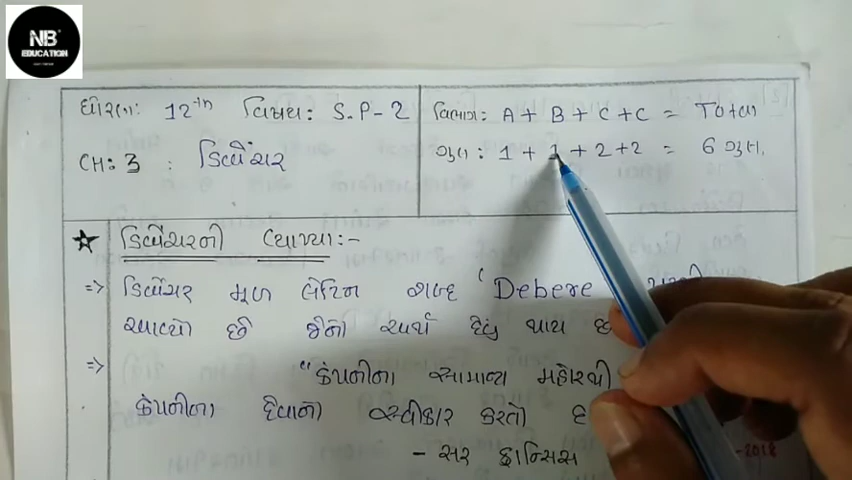 NB
EDUCATION
ધોરણ: 12th વિષય: S.P-2
વિભાગ: A + B + C + C = Total
CH: 3 : ડિબેંચર
ગુણ: 1 + 1 + 2 + 2 = 6 ગુણ.
ડિબેંચરની વ્યાખ્યા:-
=> ડિબેંચર મૂળ લેટિન શબ્દ "Debere
આવ્યો છે જેનો અર્થ દેવું થાય છે
=> "કંપનીના સામાન્ય મહોરથી
કંપનીના દેવાનો સ્વીકાર કરતો
- સર ફ્રાન્સિસ
-2018